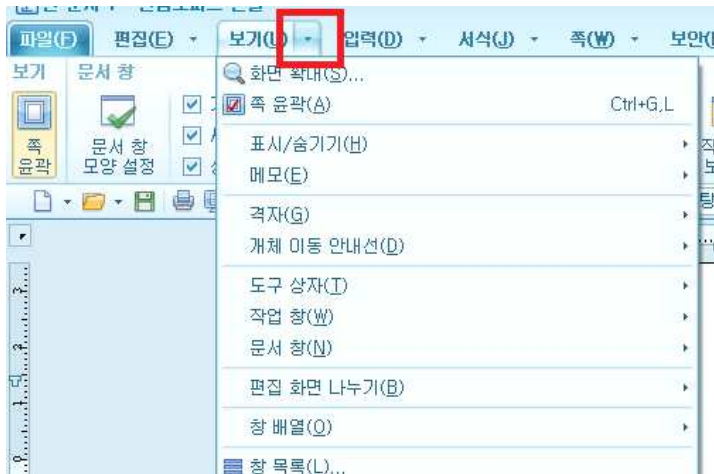 파일(F) 편집(E) 보기(U) 입력(D) 서식(J) 쪽(W) 보안(
보기 문서 창
화면 확대(S)...
쪽 윤곽(A) Ctrl+G,L
쪽 윤곽
문서 창 모양 설정
표시/숨기기(H)
메모(E)
격자(G)
개체 이동 안내선(D)
도구 상자(T)
작업 창(W)
문서 창(N)
편집 화면 나누기(B)
창 배열(O)
창 목록(L)...